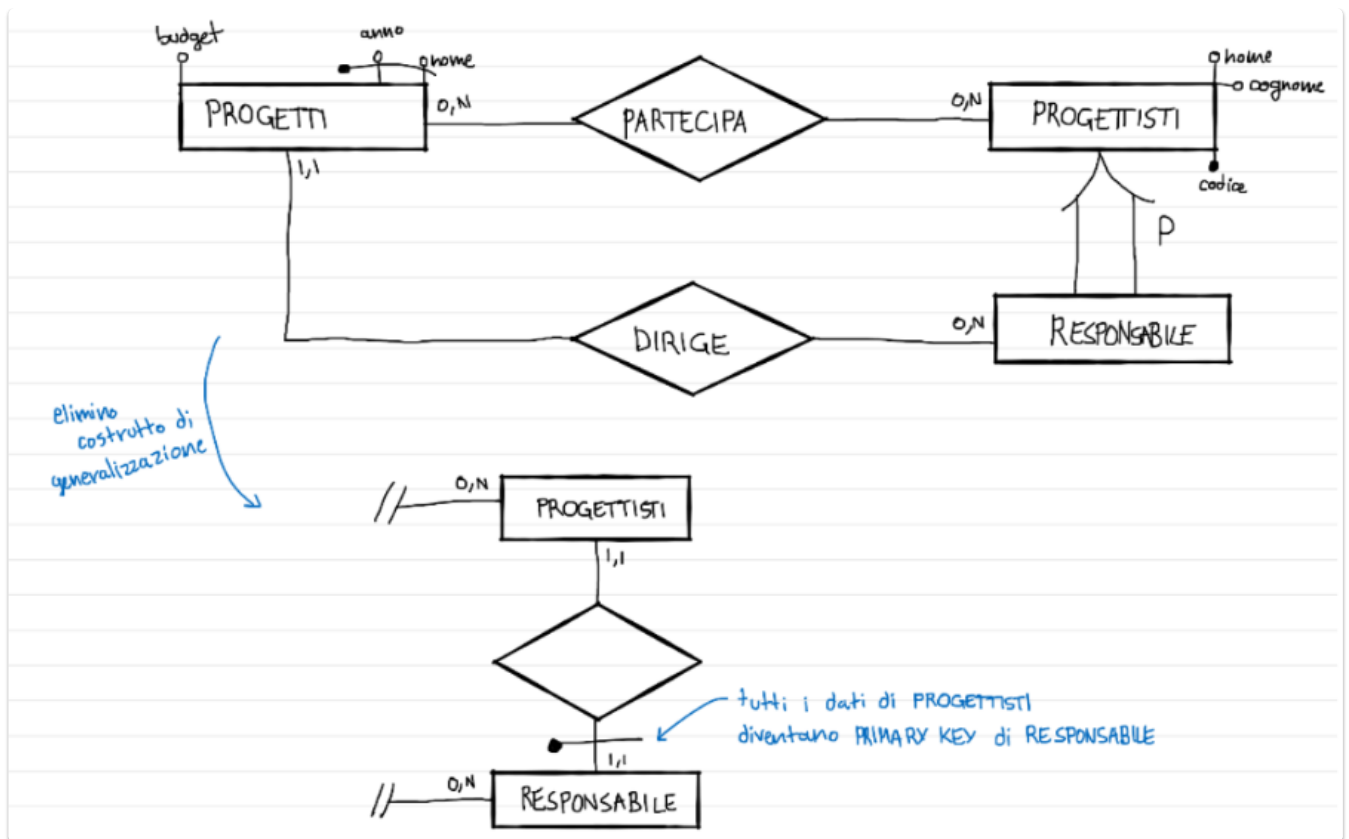 budget
anno
nome
PROGETTI
0,N
PARTECIPA
0,N
PROGETTISTI
nome
cognome
codice
1,1
P
DIRIGE
0,N
RESPONSABILE
elimino
costrutto di
generalizzazione
0,N
PROGETTISTI
1,1
tutti i dati di PROGETTISTI
diventano PRIMARY KEY di RESPONSABILE
1,1
0,N
RESPONSABILE